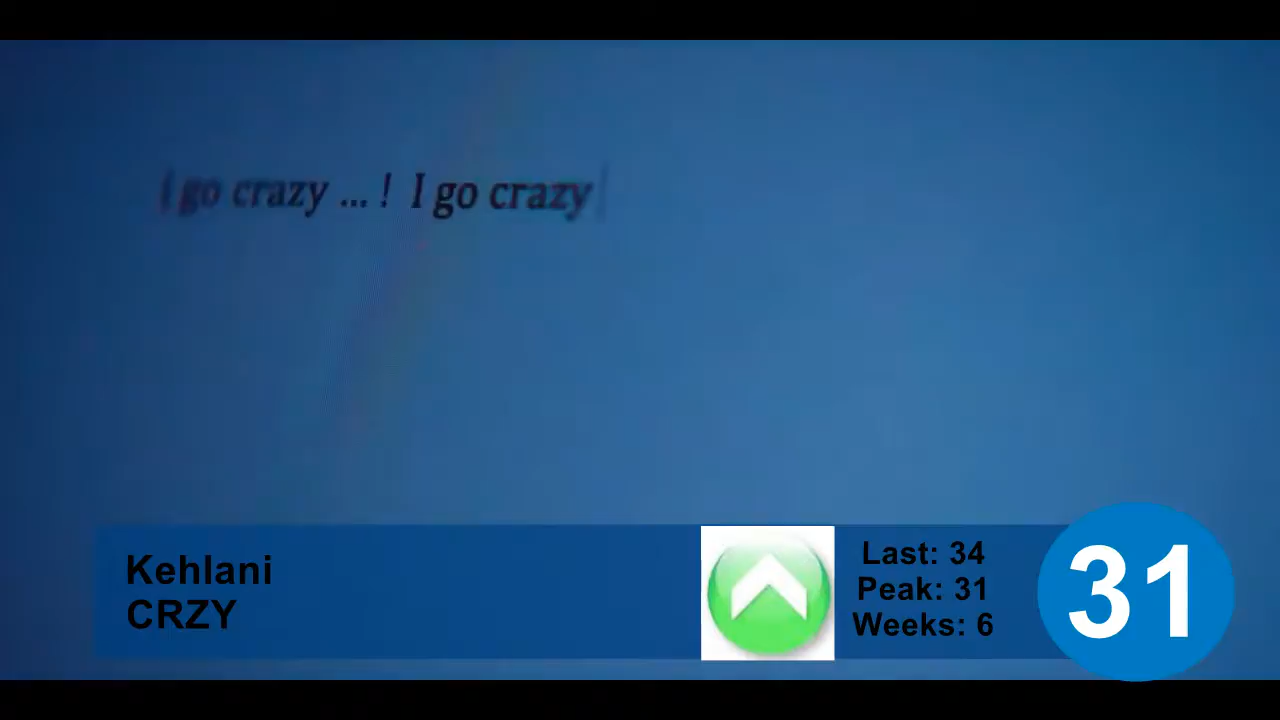 I go crazy ... ! I go crazy
Kehlani
CRZY
Last: 34
Peak: 31
Weeks: 6
31